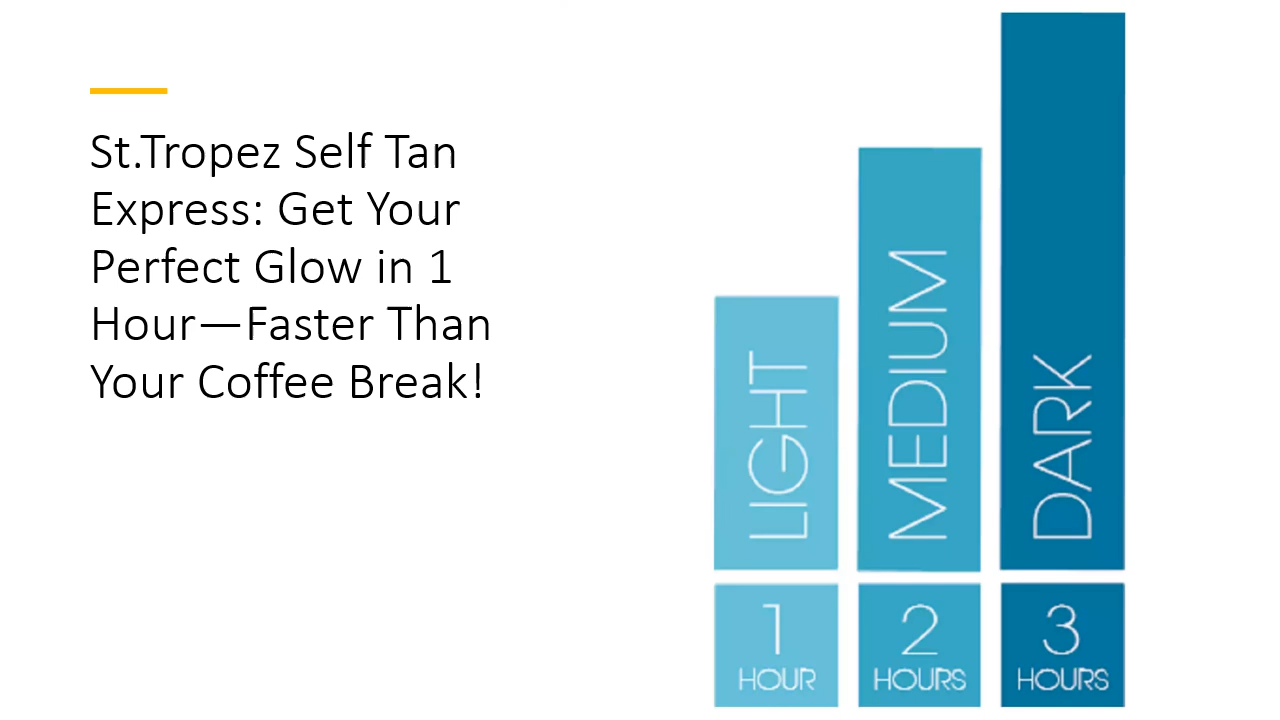 St.Tropez Self Tan
Express: Get Your
Perfect Glow in 1
Hour—Faster Than
Your Coffee Break!
LIGHT
MEDIUM
DARK
1
HOUR
2
HOURS
3
HOURS